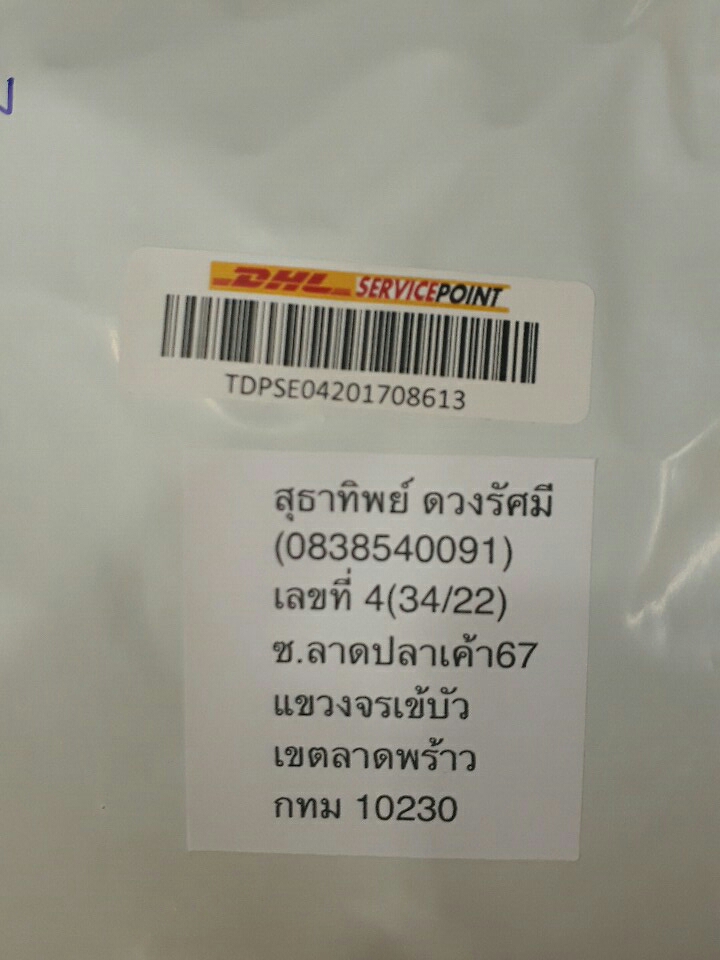 DHL SERVICEPOINT
TDPSE04201708613
สุธาทิพย์ ดวงรัศมี
(0838540091)
เลขที่ 4(34/22)
ซ.ลาดปลาเค้า67
แขวงจรเข้บัว
เขตลาดพร้าว
กทม 10230